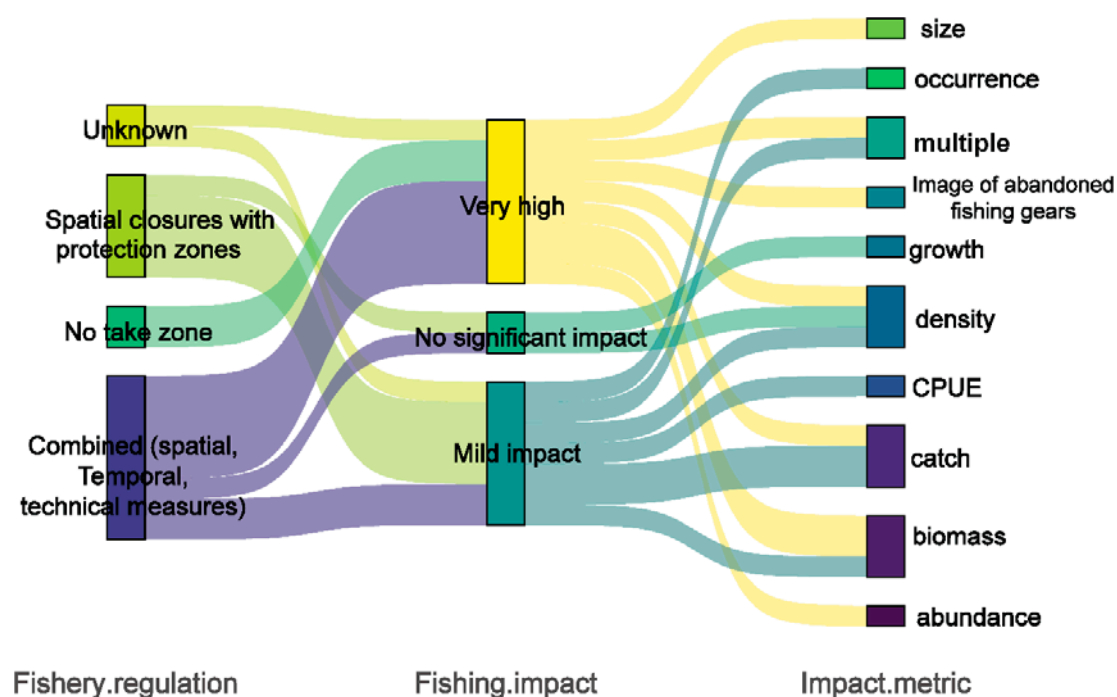 Unknown
Spatial closures with
protection zones
No take zone
Combined (spatial,
Temporal,
technical measures)
Very high
No significant impact
Mild impact
size
occurrence
multiple
Image of abandoned
fishing gears
growth
density
CPUE
catch
biomass
abundance
Fishery.regulation
Fishing.impact
Impact.metric